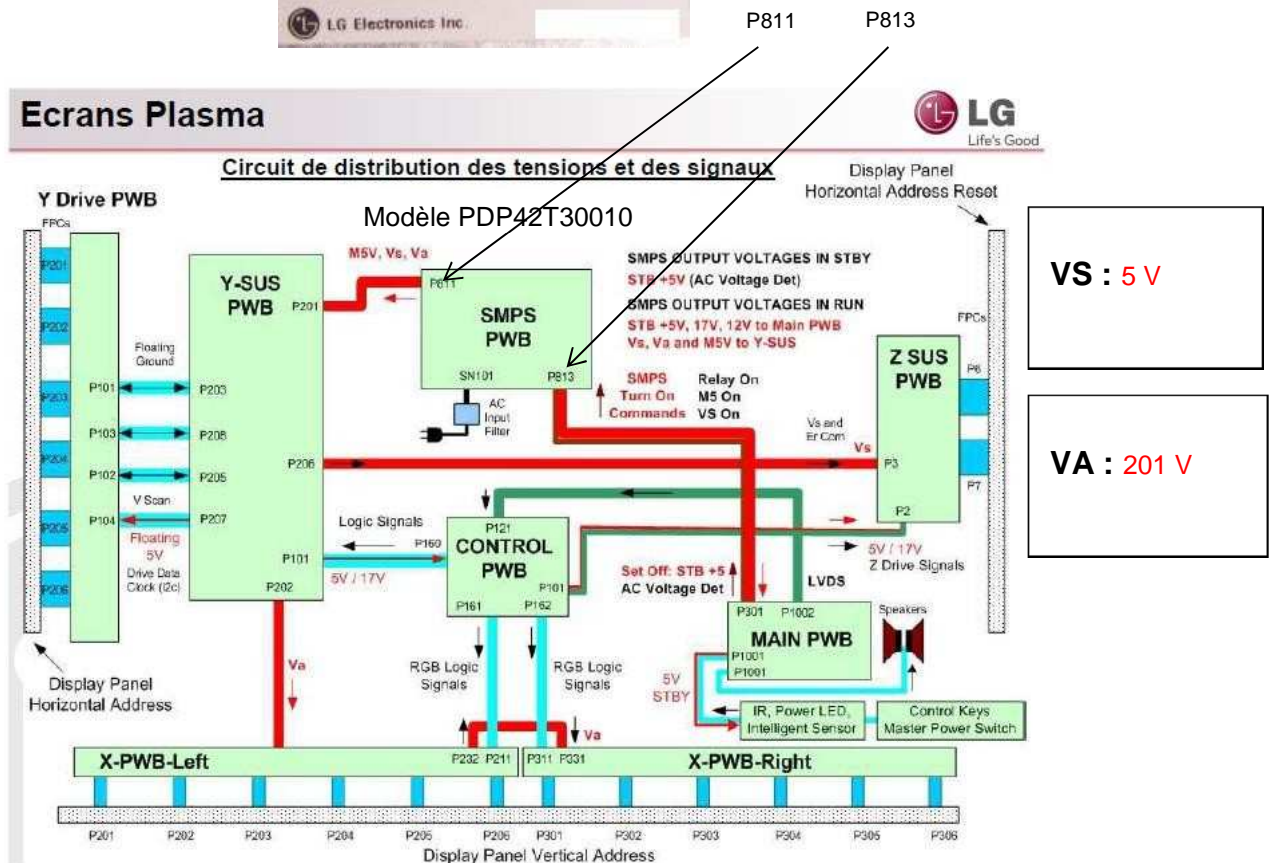 LG Electronics Inc.
P811 P813
Ecrans Plasma
LG
Life's Good
Circuit de distribution des tensions et des signaux
Display Panel
Horizontal Address Reset
Y Drive PWB
Modèle PDP42T30010
FPCs
P201
P202
P203
P204
P205
P206
P101
P103
P102
P104
Floating
Ground
V Scan
Floating
5V
Drive Data
Clock (I2c)
Y-SUS
PWB
P201
P203
P208
P205
P207
P206
P101
P202
M5V, Vs, Va
P811
SMPS
PWB
SN101 P813
AC
Input
Filter
SMPS OUTPUT VOLTAGES IN STBY
STB +5V (AC Voltage Det)
SMPS OUTPUT VOLTAGES IN RUN
STB +5V, 17V, 12V to Main PWB
Vs, Va and M5V to Y-SUS
SMPS Relay On
Turn On M5 On
Commands VS On
Vs and
Er Com
Vs
Z SUS
PWB
P3
P2
FPCs
P6
P7
VS : 5 V
VA : 201 V
Logic Signals
P160
5V / 17V
P121
CONTROL
PWB
P101
P161 P162
5V / 17V
Z Drive Signals
Set Off: STB +5
AC Voltage Det
LVDS
P301 P1002
MAIN PWB
P1001
P1001
Speakers
5V
STBY
IR, Power LED,
Intelligent Sensor
Control Keys
Master Power Switch
RGB Logic
Signals
RGB Logic
Signals
Va
Va
Display Panel
Horizontal Address
X-PWB-Left P232 P211 P311 P331 X-PWB-Right
P201 P202 P203 P204 P205 P206 P301 P302 P303 P304 P305 P306
Display Panel Vertical Address